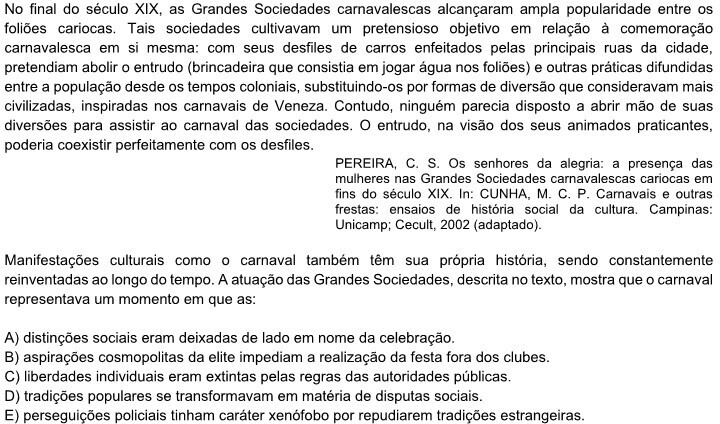 No final do século XIX, as Grandes Sociedades carnavalescas alcançaram ampla popularidade entre os
foliões cariocas. Tais sociedades cultivavam um pretensioso objetivo em relação à comemoração
carnavalesca em si mesma: com seus desfiles de carros enfeitados pelas principais ruas da cidade,
pretendiam abolir o entrudo (brincadeira que consistia em jogar água nos foliões) e outras práticas difundidas
entre a população desde os tempos coloniais, substituindo-os por formas de diversão que consideravam mais
civilizadas, inspiradas nos carnavais de Veneza. Contudo, ninguém parecia disposto a abrir mão de suas
diversões para assistir ao carnaval das sociedades. O entrudo, na visão dos seus animados praticantes,
poderia coexistir perfeitamente com os desfiles.
PEREIRA, C. S. Os senhores da alegria: a presença das
mulheres nas Grandes Sociedades carnavalescas cariocas em
fins do século XIX. In: CUNHA, M. C. P. Carnavais e outras
frestas: ensaios de história social da cultura. Campinas:
Unicamp; Cecult, 2002 (adaptado).
Manifestações culturais como o carnaval também têm sua própria história, sendo constantemente
reinventadas ao longo do tempo. A atuação das Grandes Sociedades, descrita no texto, mostra que o carnaval
representava um momento em que as:
A) distinções sociais eram deixadas de lado em nome da celebração.
B) aspirações cosmopolitas da elite impediam a realização da festa fora dos clubes.
C) liberdades individuais eram extintas pelas regras das autoridades públicas.
D) tradições populares se transformavam em matéria de disputas sociais.
E) perseguições policiais tinham caráter xenófobo por repudiarem tradições estrangeiras.